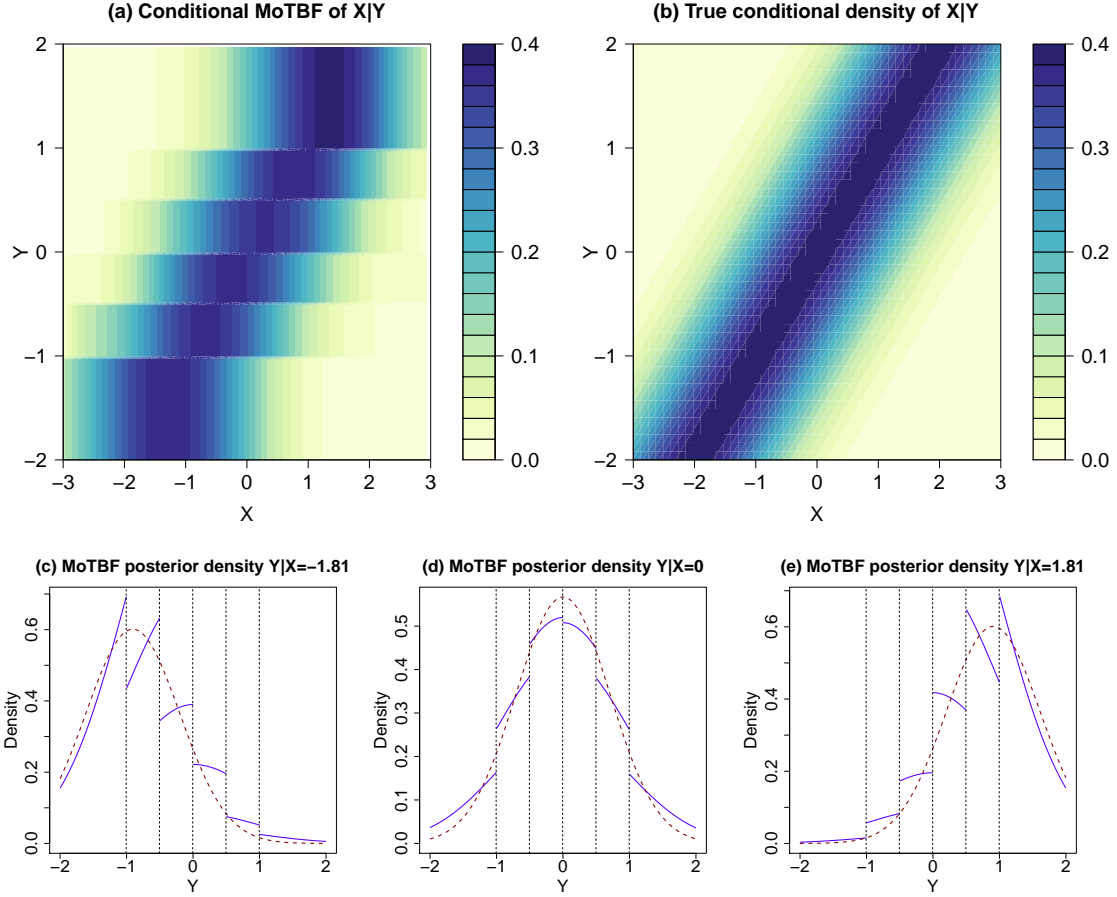 (a) Conditional MoTBF of X|Y
(b) True conditional density of X|Y
2
1
0
−1
−2
Y
−3 −2 −1 0 1 2 3
X
0.4
0.3
0.2
0.1
0.0
2
1
0
−1
−2
Y
−3 −2 −1 0 1 2 3
X
0.4
0.3
0.2
0.1
0.0
(c) MoTBF posterior density Y|X=−1.81
0.6
0.4
0.2
0.0
Density
−2 −1 0 1 2
Y
(d) MoTBF posterior density Y|X=0
0.5
0.4
0.3
0.2
0.1
0.0
Density
−2 −1 0 1 2
Y
(e) MoTBF posterior density Y|X=1.81
0.6
0.4
0.2
0.0
Density
−2 −1 0 1 2
Y